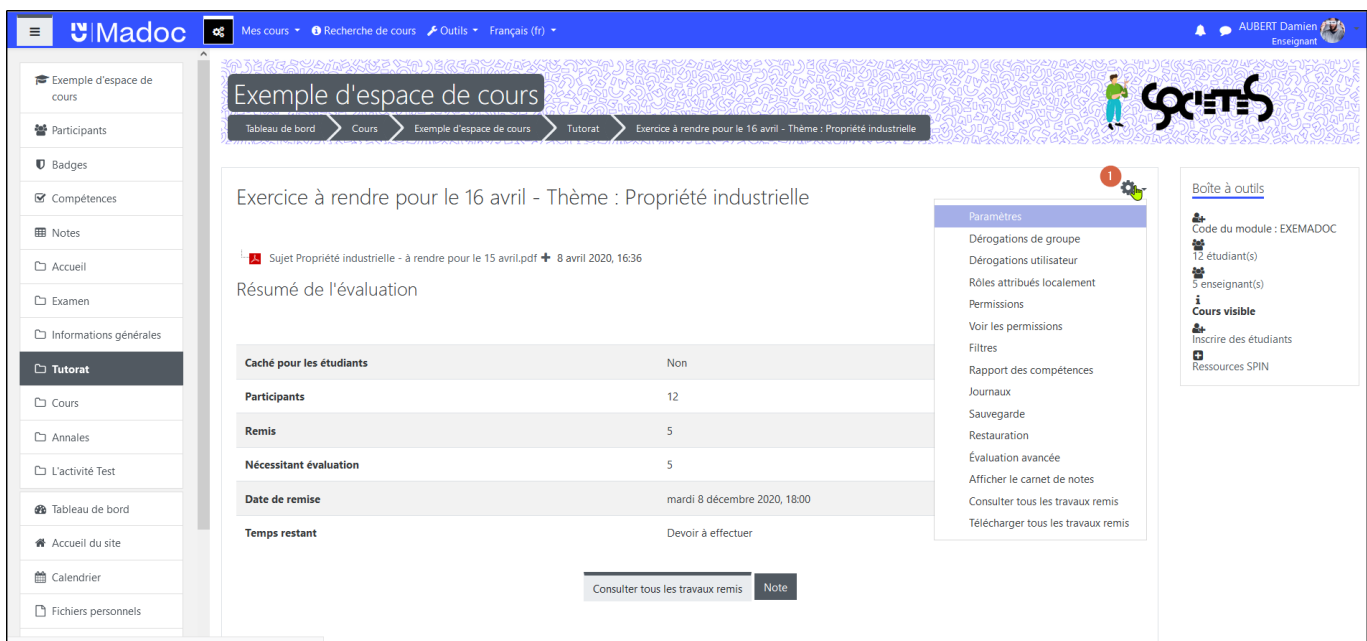 Madoc
Mes cours
Recherche de cours
Outils
Français (fr)
AUBERT Damien
Enseignant
Exemple d'espace de
cours
Participants
Badges
Compétences
Notes
Accueil
Examen
Informations générales
Tutorat
Cours
Annales
L'activité Test
Tableau de bord
Accueil du site
Calendrier
Fichiers personnels
Exemple d'espace de cours
Tableau de bord
Cours
Exemple d'espace de cours
Tutorat
Exercice à rendre pour le 16 avril - Thème : Propriété industrielle
SOCIETES
Exercice à rendre pour le 16 avril - Thème : Propriété industrielle
1
Sujet Propriété industrielle - à rendre pour le 15 avril.pdf 8 avril 2020, 16:36
Résumé de l'évaluation
Caché pour les étudiants Non
Participants 12
Remis 5
Nécessitant évaluation 5
Date de remise mardi 8 décembre 2020, 18:00
Temps restant Devoir à effectuer
Consulter tous les travaux remis
Note
Paramètres
Dérogations de groupe
Dérogations utilisateur
Rôles attribués localement
Permissions
Voir les permissions
Filtres
Rapport des compétences
Journaux
Sauvegarde
Restauration
Évaluation avancée
Afficher le carnet de notes
Consulter tous les travaux remis
Télécharger tous les travaux remis
Boîte à outils
Code du module : EXEMADOC
12 étudiant(s)
5 enseignant(s)
Cours visible
Inscrire des étudiants
Ressources SPIN